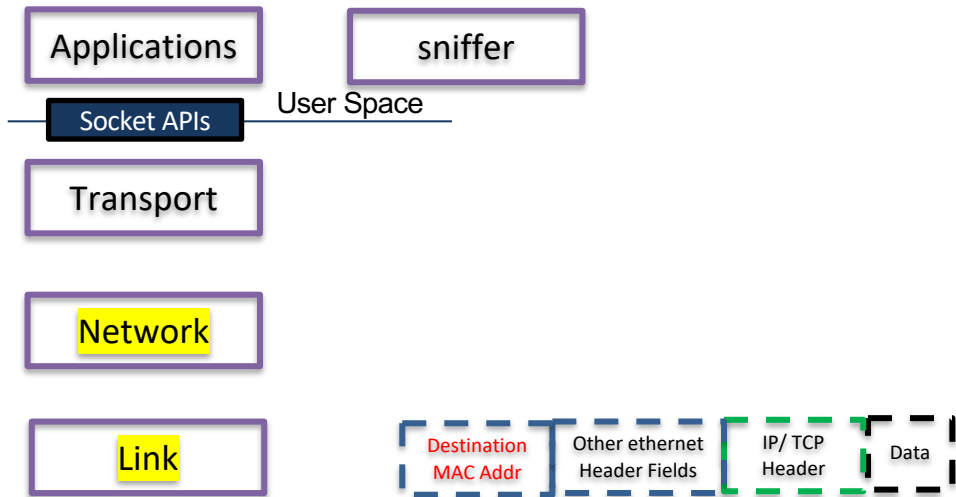 Applications
sniffer
User Space
Socket APIs
Transport
Network
Link
Destination
MAC Addr
Other ethernet
Header Fields
IP/ TCP
Header
Data